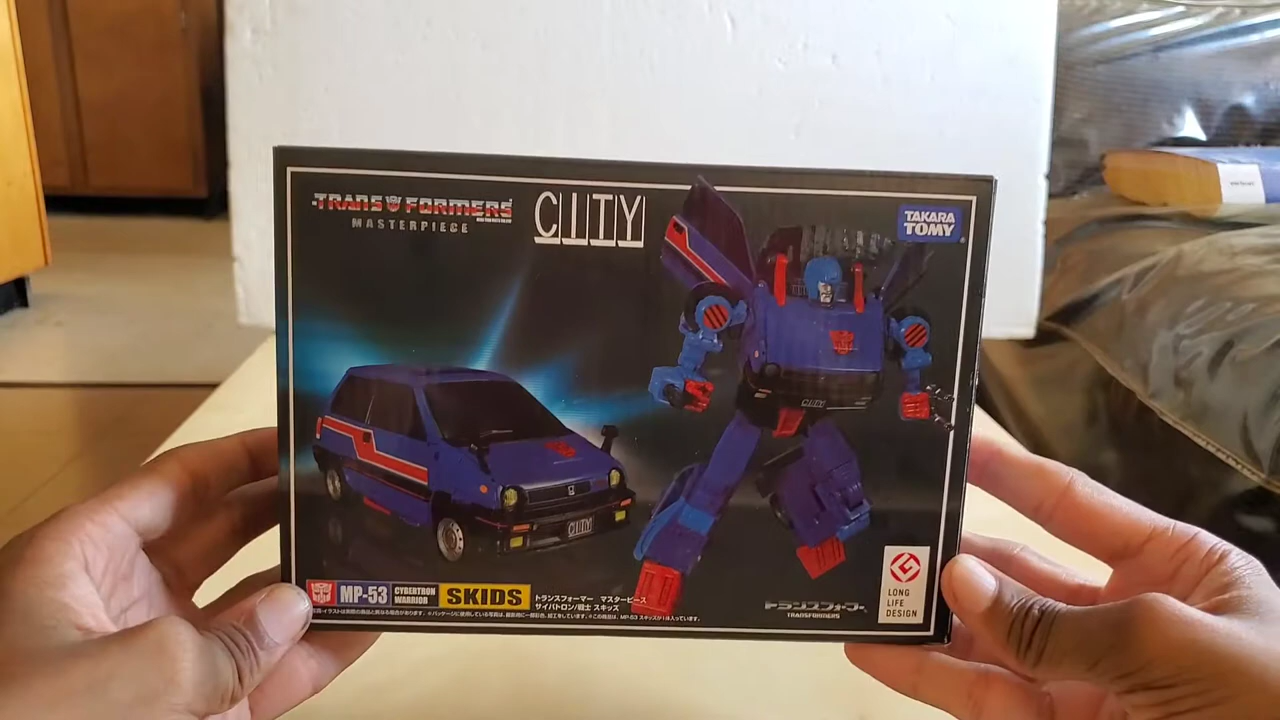 TRANSFORMERS
MASTERPIECE
CITY
TAKARA
TOMY
CITY
CITY
MP-53
CYBERTRON
WARRIOR
SKIDS
トランスフォーマー マスターピース
サイバトロン/戦士 スキッズ
トランスフォーマー
TRANSFORMERS
LONG
LIFE
DESIGN